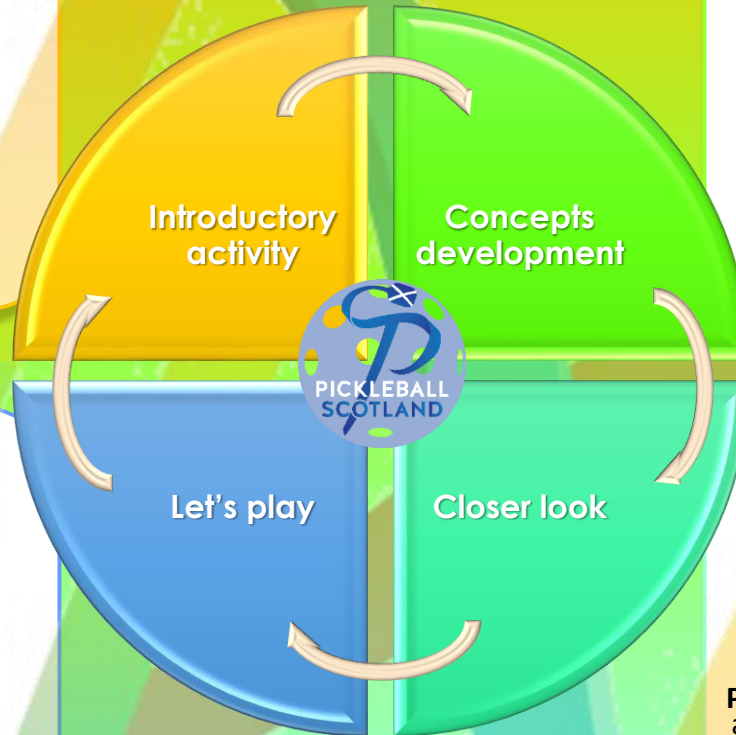 Introductory
activity
Concepts
development
PICKLEBALL
SCOTLAND
Let's play
Closer look